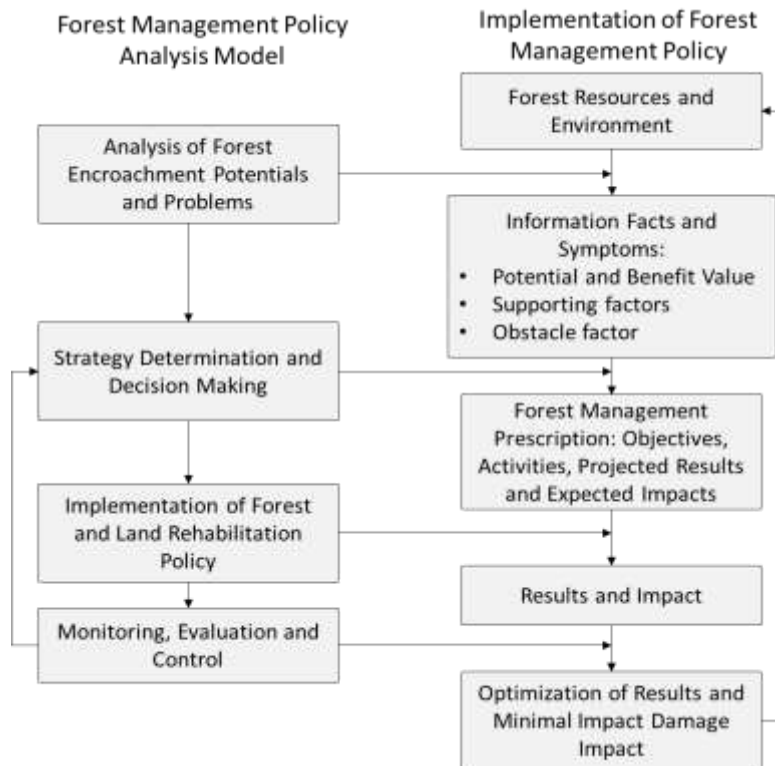 Forest Management Policy
Analysis Model
Implementation of Forest
Management Policy
Forest Resources and
Environment
Analysis of Forest
Encroachment Potentials
and Problems
Information Facts and
Symptoms:
• Potential and Benefit Value
• Supporting factors
• Obstacle factor
Strategy Determination and
Decision Making
Forest Management
Prescription: Objectives,
Activities, Projected Results
and Expected Impacts
Implementation of Forest
and Land Rehabilitation
Policy
Results and Impact
Monitoring, Evaluation and
Control
Optimization of Results and
Minimal Impact Damage
Impact